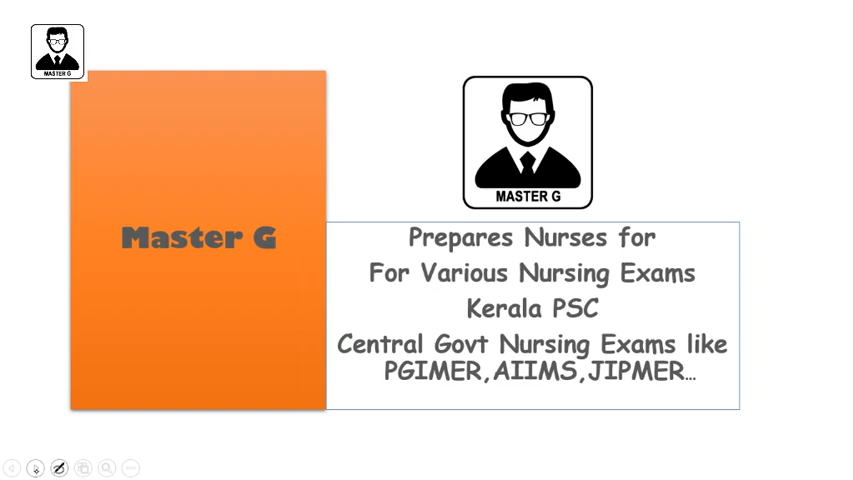 MASTER G
MASTER G
Master G
Prepares Nurses for
For Various Nursing Exams
Kerala PSC
Central Govt Nursing Exams like
PGIMER,AIIMS,JIPMER…